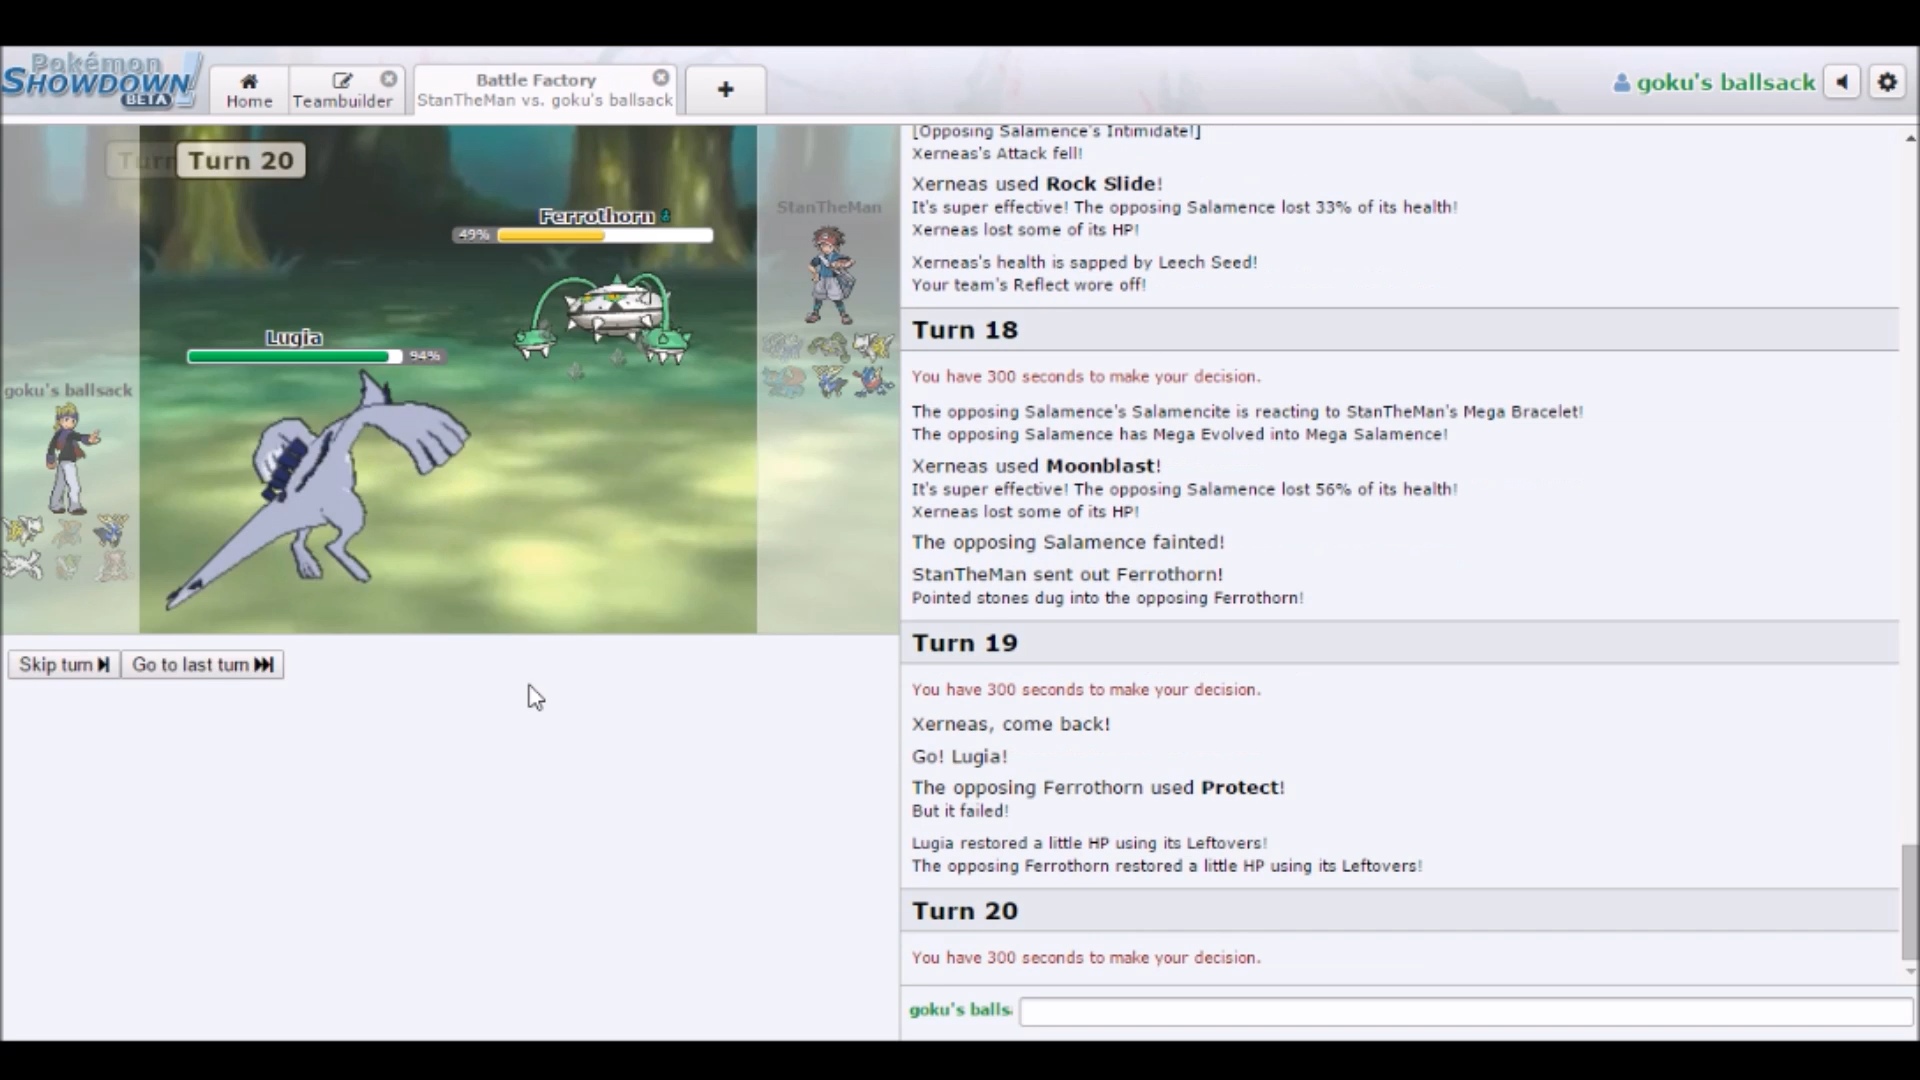 Pokémon
SHOWDOWN!
BETA
Home
Teambuilder
Battle Factory
StanTheMan vs. goku's ballsack
+
goku's ballsack
Turn
Turn 20
Ferrothorn
49%
Lugia
94%
StanTheMan
goku's ballsack
Skip turn
Go to last turn
[Opposing Salamence's Intimidate!]
Xerneas's Attack fell!
Xerneas used Rock Slide!
It's super effective! The opposing Salamence lost 33% of its health!
Xerneas lost some of its HP!
Xerneas's health is sapped by Leech Seed!
Your team's Reflect wore off!
Turn 18
You have 300 seconds to make your decision.
The opposing Salamence's Salamencite is reacting to StanTheMan's Mega Bracelet!
The opposing Salamence has Mega Evolved into Mega Salamence!
Xerneas used Moonblast!
It's super effective! The opposing Salamence lost 56% of its health!
Xerneas lost some of its HP!
The opposing Salamence fainted!
StanTheMan sent out Ferrothorn!
Pointed stones dug into the opposing Ferrothorn!
Turn 19
You have 300 seconds to make your decision.
Xerneas, come back!
Go! Lugia!
The opposing Ferrothorn used Protect!
But it failed!
Lugia restored a little HP using its Leftovers!
The opposing Ferrothorn restored a little HP using its Leftovers!
Turn 20
You have 300 seconds to make your decision.
goku's balls